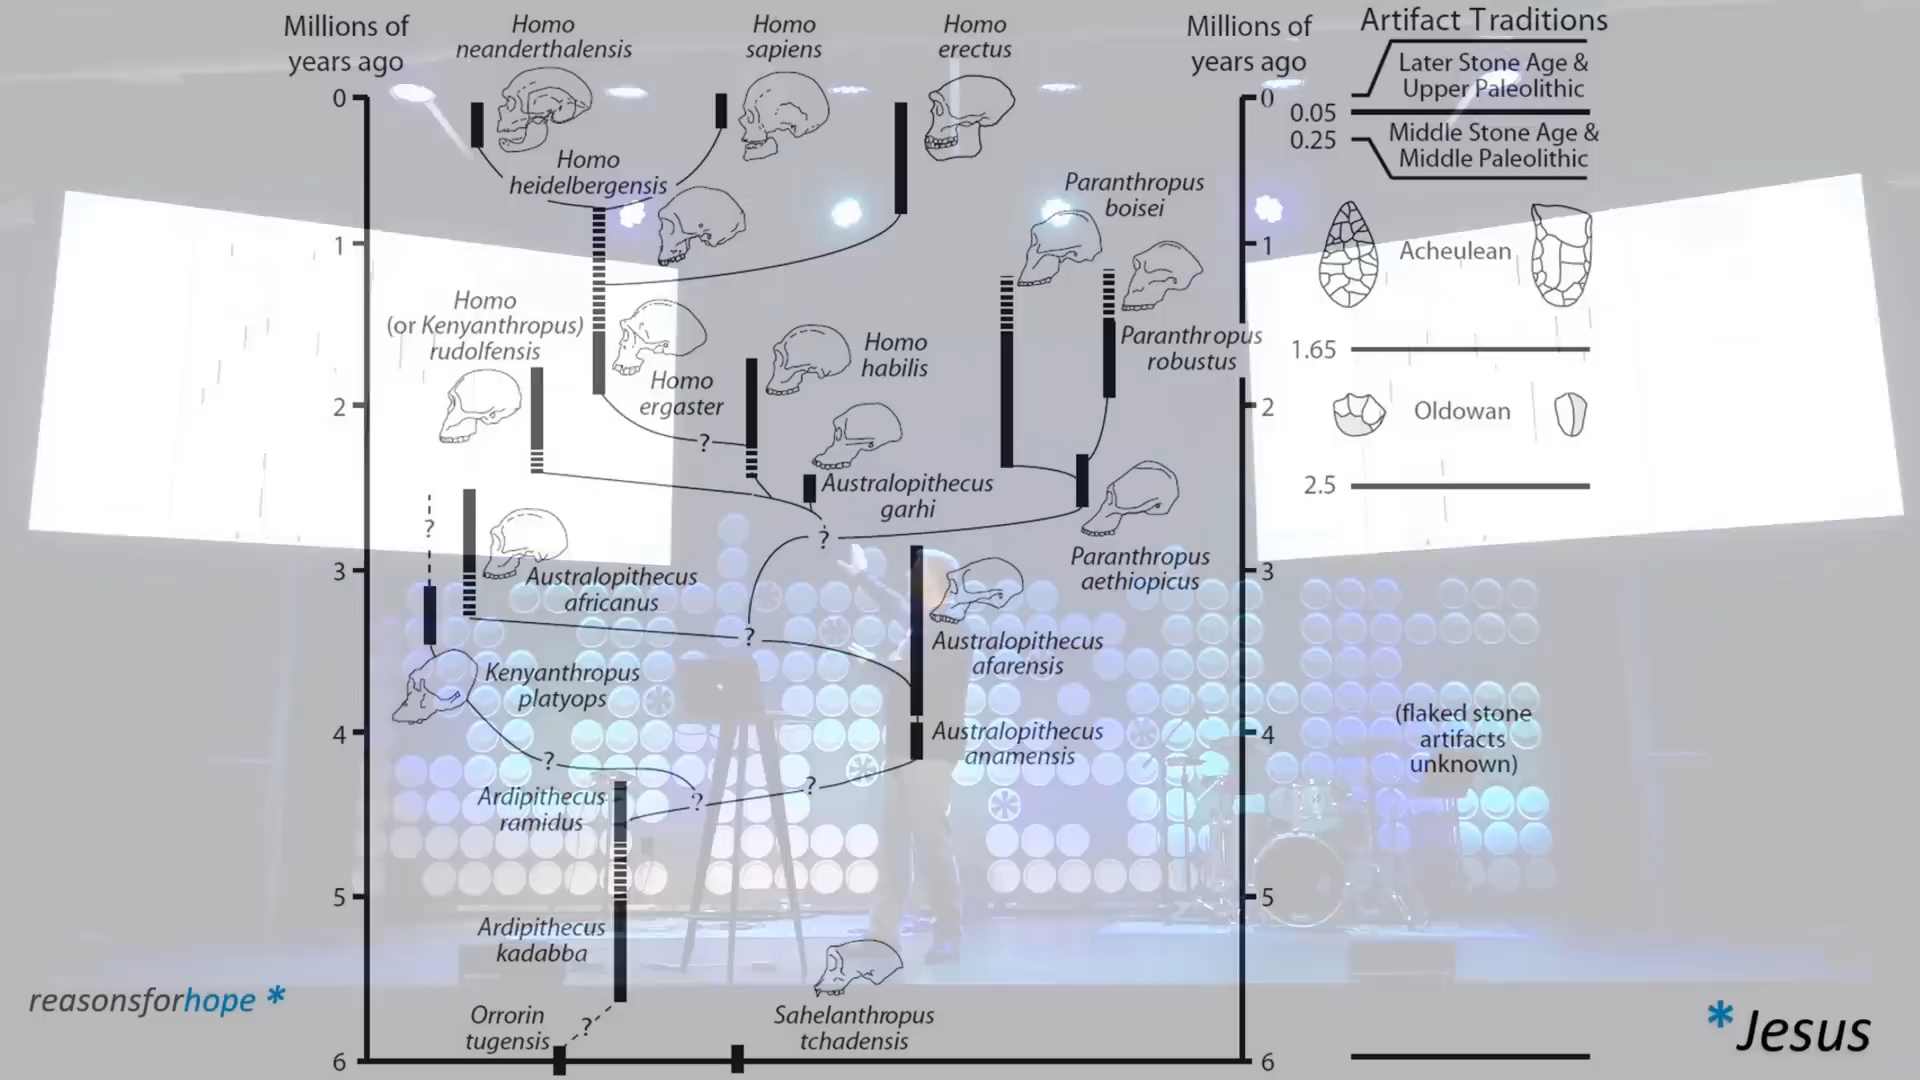 Millions of
years ago
Homo
neanderthalensis
Homo
sapiens
Homo
erectus
Millions of
years ago
Artifact Traditions
Later Stone Age &
Upper Paleolithic
0
0
0.05
0.25
Middle Stone Age &
Middle Paleolithic
Homo
heidelbergensis
Paranthropus
boisei
1
1
Acheulean
Homo
(or Kenyanthropus)
rudolfensis
Homo
habilis
Paranthropus
robustus
1.65
Homo
ergaster
2
2
Oldowan
?
Australopithecus
garhi
2.5
?
?
Paranthropus
aethiopicus
3
3
Australopithecus
africanus
?
Australopithecus
afarensis
Kenyanthropus
platyops
4
4
Australopithecus
anamensis
(flaked stone
artifacts
unknown)
?
?
?
Ardipithecus
ramidus
5
5
Ardipithecus
kadabba
reasonsforhope *
Orrorin
tugensis
?
Sahelanthropus
tchadensis
* Jesus
6
6